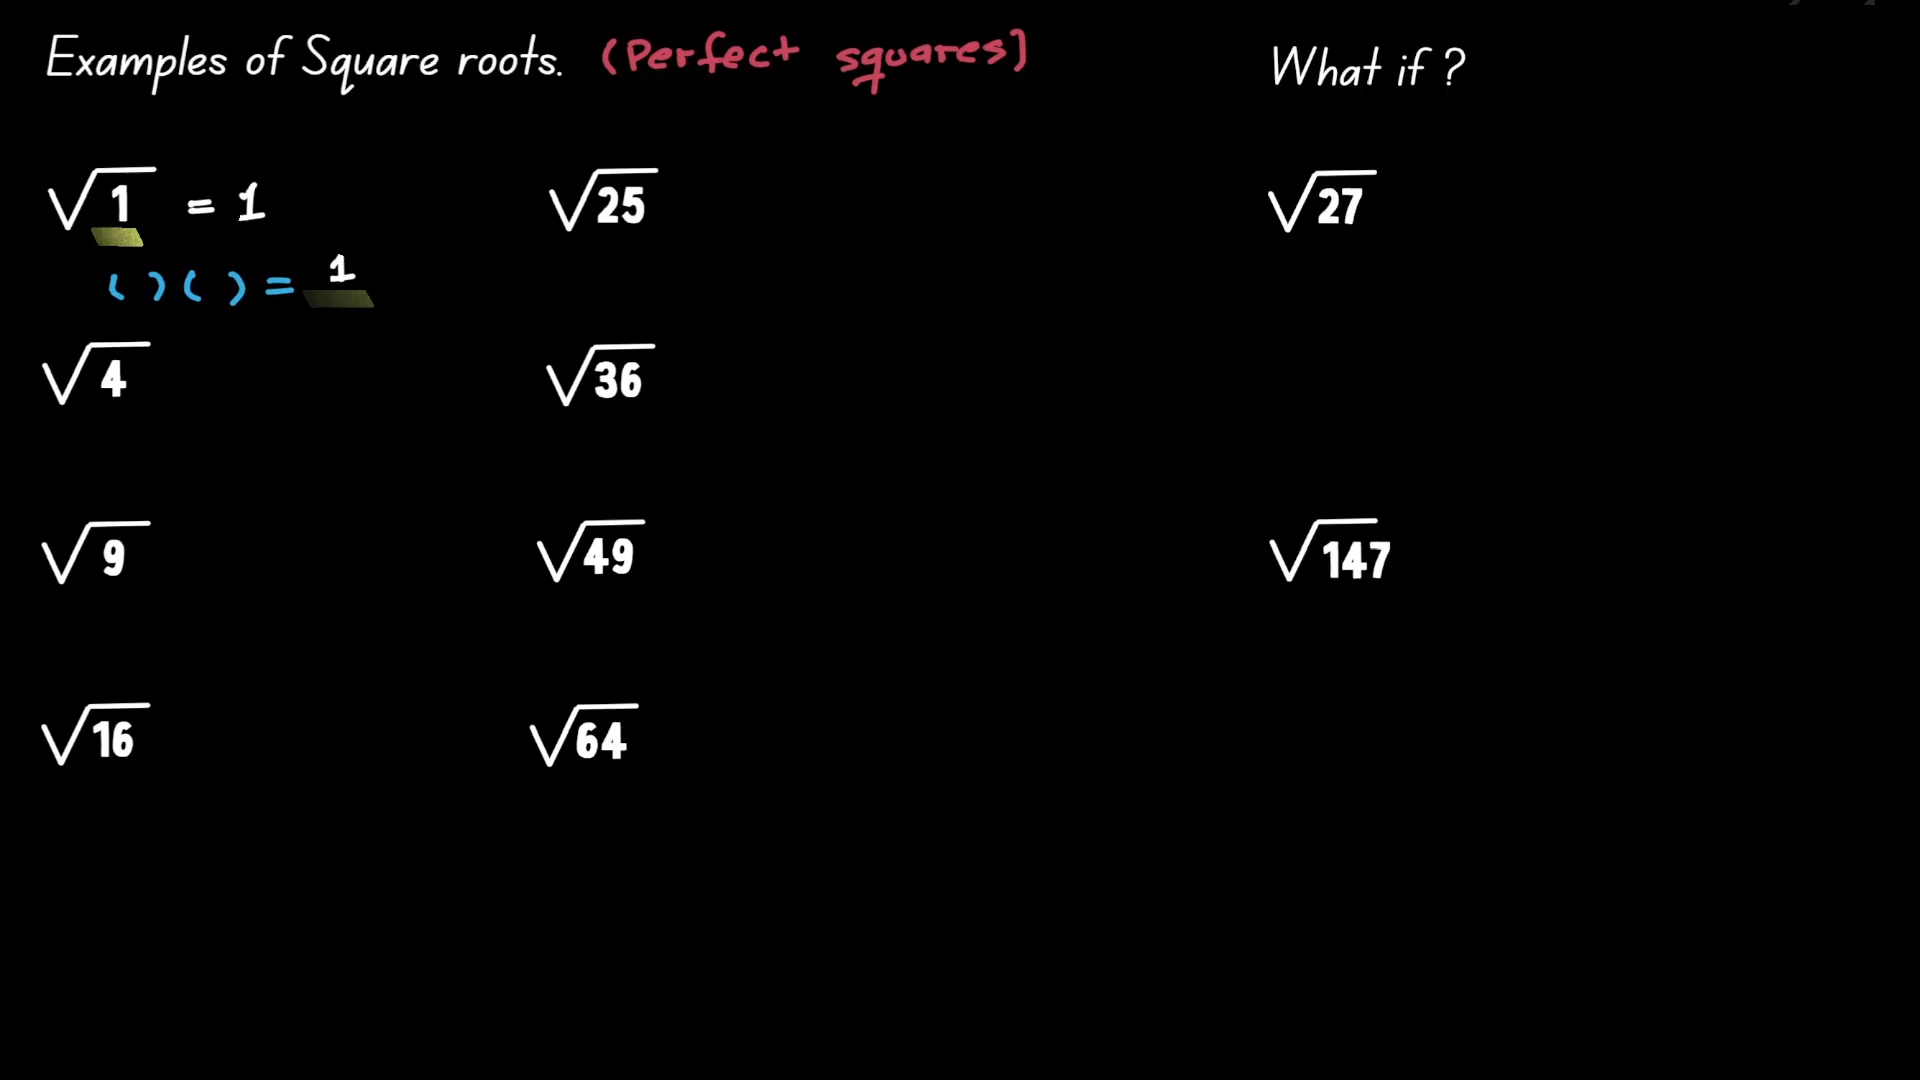 Examples of Square roots. (Perfect squares]
What if ?
√1 = 1
( ) ( ) = 1
√4
√9
√16
√25
√36
√49
√64
√27
√147